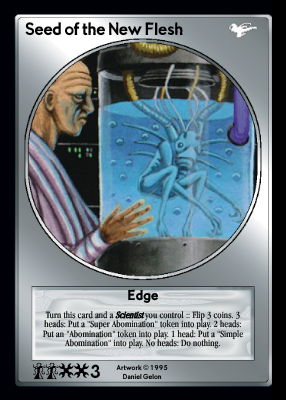 Seed of the New Flesh
Edge
Turn this card and a Scientist you control :: Flip 3 coins. 3
heads: Put a "Super Abomination" token into play. 2 heads:
Put an "Abomination" token into play. 1 head: Put a "Simple
Abomination" into play. No heads: Do nothing.
3
Artwork © 1995
Daniel Gelon